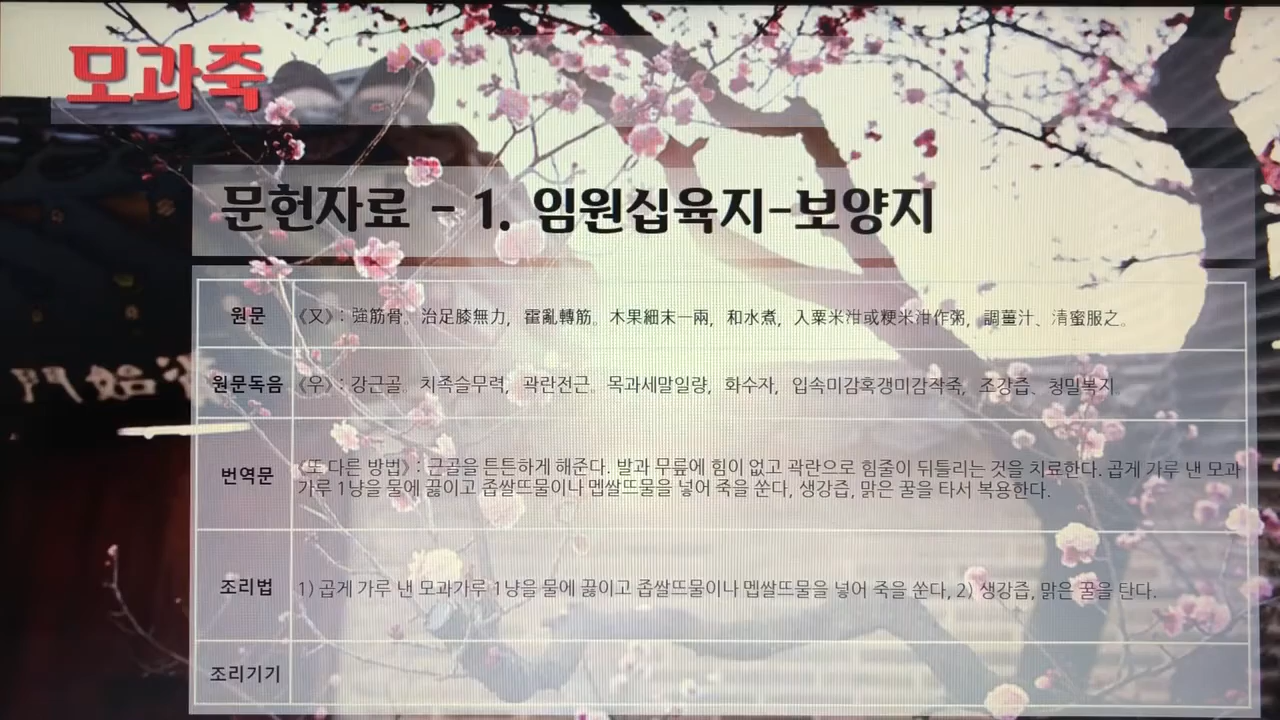 모과죽
문헌자료 - 1. 임원십육지-보양지
원문 《又》: 強筋骨。治足膝無力, 霍亂轉筋。木果細末一兩, 和水煮, 入粟米泔或粳米泔作粥, 調薑汁、清蜜服之。
원문독음 《우》: 강근골。치족슬무력, 곽란전근。목과세말일량, 화수자, 입속미감혹갱미감작죽, 조강즙、청밀복지
번역문 《또 다른 방법》: 근골을 튼튼하게 해준다. 발과 무릎에 힘이 없고 곽란으로 힘줄이 뒤틀리는 것을 치료한다. 곱게 가루 낸 모과
가루 1냥을 물에 끓이고 좁쌀뜨물이나 멥쌀뜨물을 넣어 죽을 쑨다, 생강즙, 맑은 꿀을 타서 복용한다.
조리법 1) 곱게 가루 낸 모과가루 1냥을 물에 끓이고 좁쌀뜨물이나 멥쌀뜨물을 넣어 죽을 쑨다, 2) 생강즙, 맑은 꿀을 탄다.
조리기기
門 始